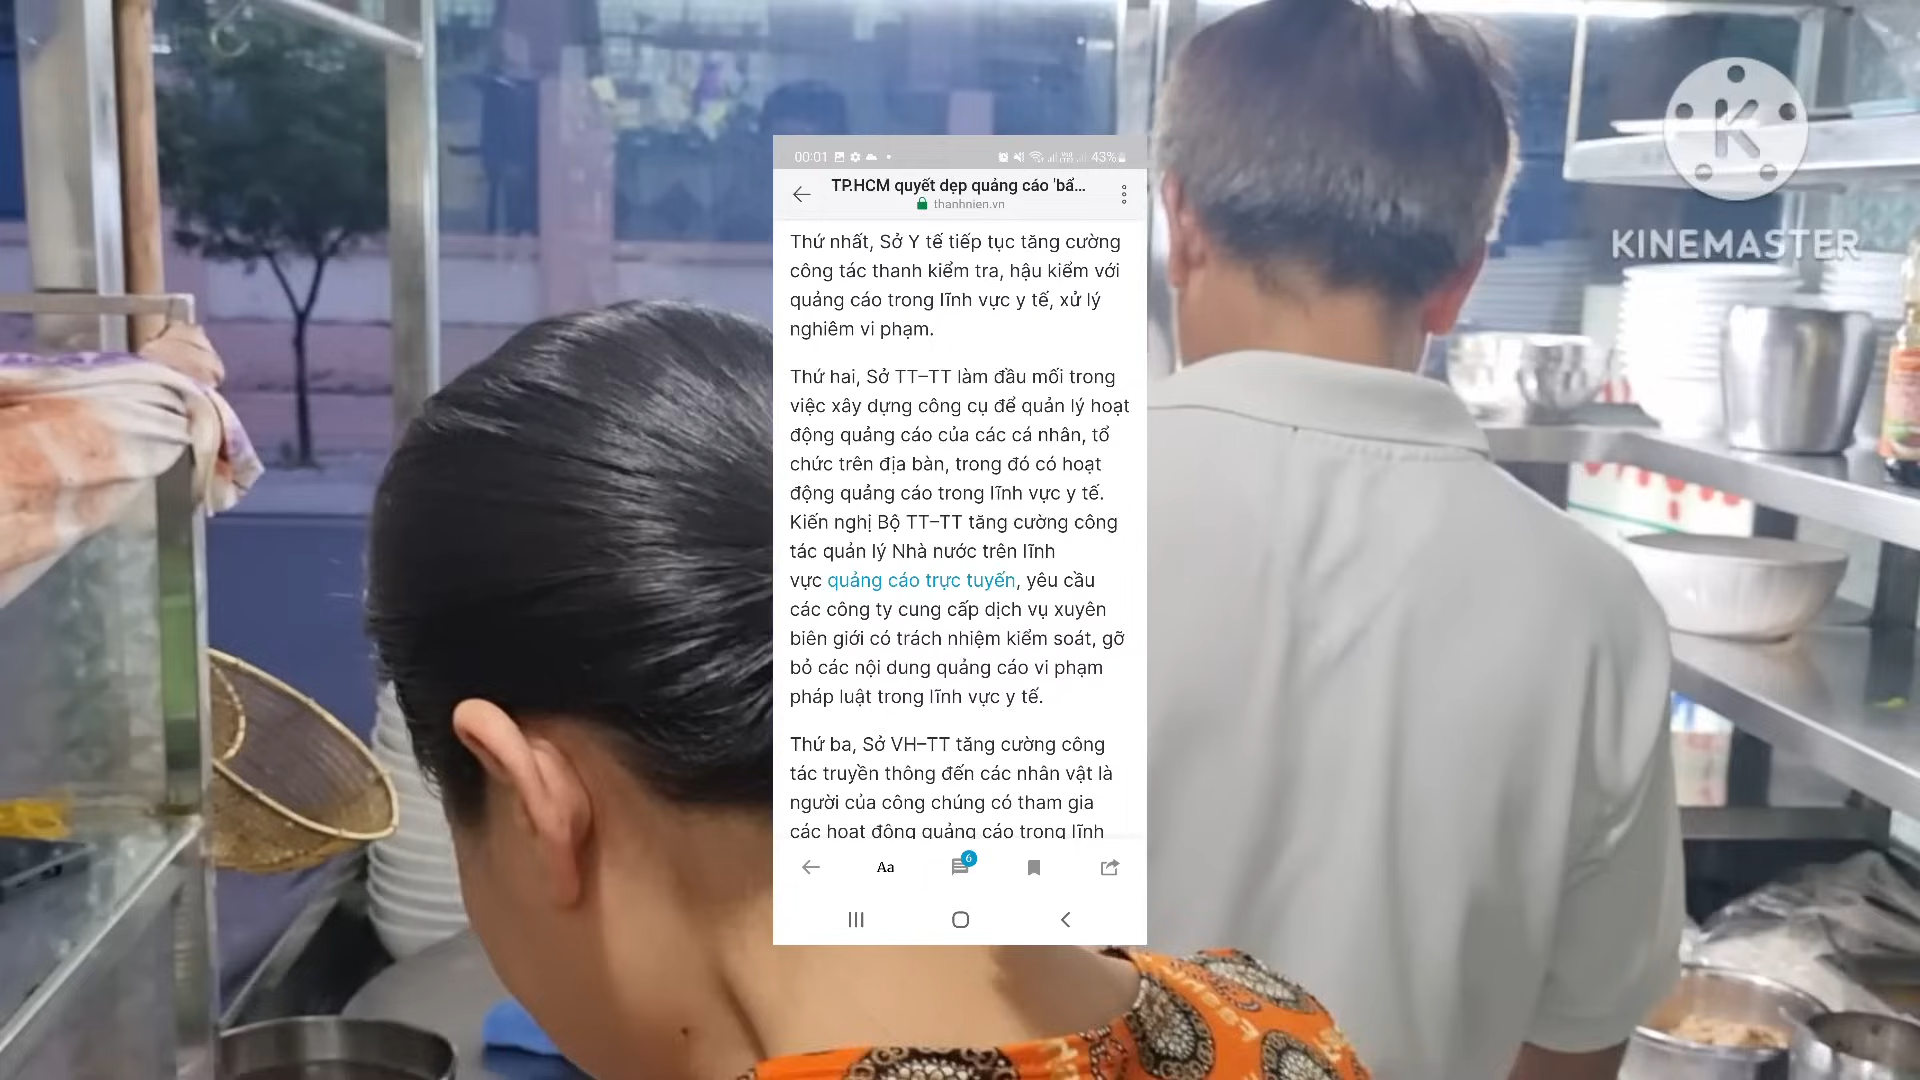 00:01
43%
TP.HCM quyết dẹp quảng cáo 'bẩ...
thanhnien.vn
Thứ nhất, Sở Y tế tiếp tục tăng cường
công tác thanh kiểm tra, hậu kiểm với
quảng cáo trong lĩnh vực y tế, xử lý
nghiêm vi phạm.
Thứ hai, Sở TT–TT làm đầu mối trong
việc xây dựng công cụ để quản lý hoạt
động quảng cáo của các cá nhân, tổ
chức trên địa bàn, trong đó có hoạt
động quảng cáo trong lĩnh vực y tế.
Kiến nghị Bộ TT–TT tăng cường công
tác quản lý Nhà nước trên lĩnh
vực quảng cáo trực tuyến, yêu cầu
các công ty cung cấp dịch vụ xuyên
biên giới có trách nhiệm kiểm soát, gỡ
bỏ các nội dung quảng cáo vi phạm
pháp luật trong lĩnh vực y tế.
Thứ ba, Sở VH–TT tăng cường công
tác truyền thông đến các nhân vật là
người của công chúng có tham gia
các hoạt động quảng cáo trong lĩnh
6
Aa
K
KINEMASTER